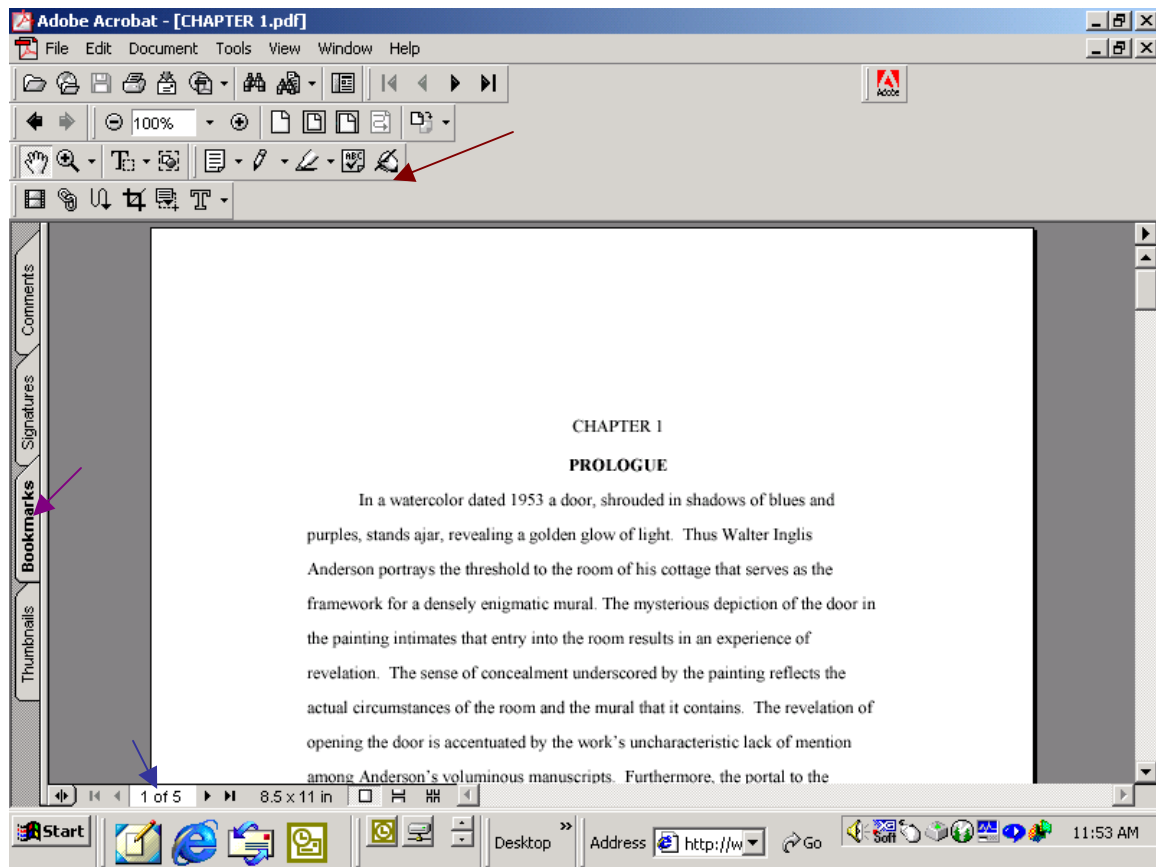 Adobe Acrobat - [CHAPTER 1.pdf]
File Edit Document Tools View Window Help
Adobe
100%
ABC
Comments
Signatures
Bookmarks
Thumbnails
CHAPTER 1
PROLOGUE
In a watercolor dated 1953 a door, shrouded in shadows of blues and
purples, stands ajar, revealing a golden glow of light. Thus Walter Inglis
Anderson portrays the threshold to the room of his cottage that serves as the
framework for a densely enigmatic mural. The mysterious depiction of the door in
the painting intimates that entry into the room results in an experience of
revelation. The sense of concealment underscored by the painting reflects the
actual circumstances of the room and the mural that it contains. The revelation of
opening the door is accentuated by the work's uncharacteristic lack of mention
among Anderson's voluminous manuscripts. Furthermore, the portal to the
1 of 5 8.5 x 11 in
Start Desktop » Address http://w Go 11:53 AM